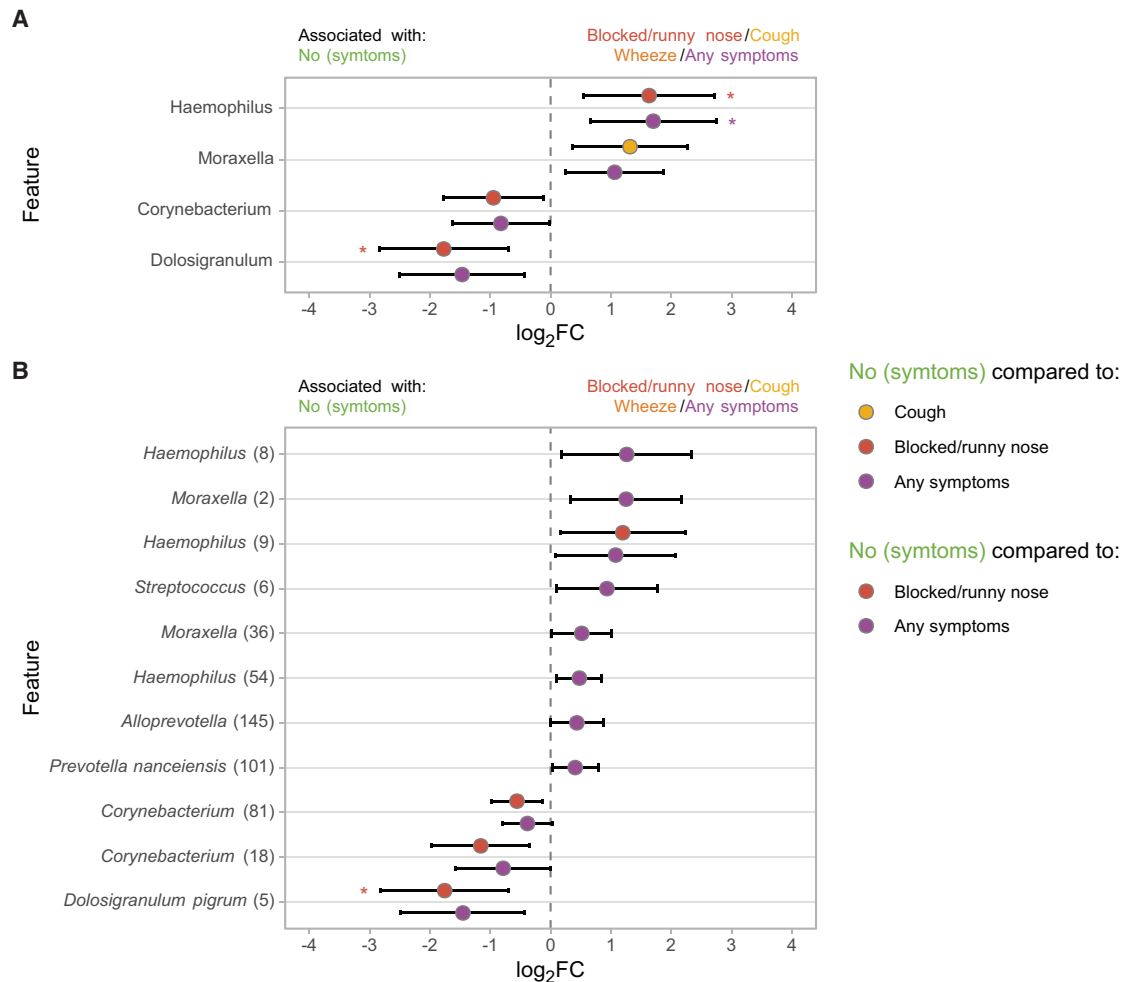 A
Associated with:
No (symtoms)
Blocked/runny nose/Cough
Wheeze/Any symptoms
Feature
Haemophilus
*
*
Moraxella
Corynebacterium
*
Dolosigranulum
-4 -3 -2 -1 0 1 2 3 4
log2FC
B
Associated with:
No (symtoms)
Blocked/runny nose/Cough
Wheeze/Any symptoms
Feature
Haemophilus (8)
Moraxella (2)
Haemophilus (9)
Streptococcus (6)
Moraxella (36)
Haemophilus (54)
Alloprevotella (145)
Prevotella nanceiensis (101)
Corynebacterium (81)
Corynebacterium (18)
*
Dolosigranulum pigrum (5)
-4 -3 -2 -1 0 1 2 3 4
log2FC
No (symtoms) compared to:
Cough
Blocked/runny nose
Any symptoms
No (symtoms) compared to:
Blocked/runny nose
Any symptoms